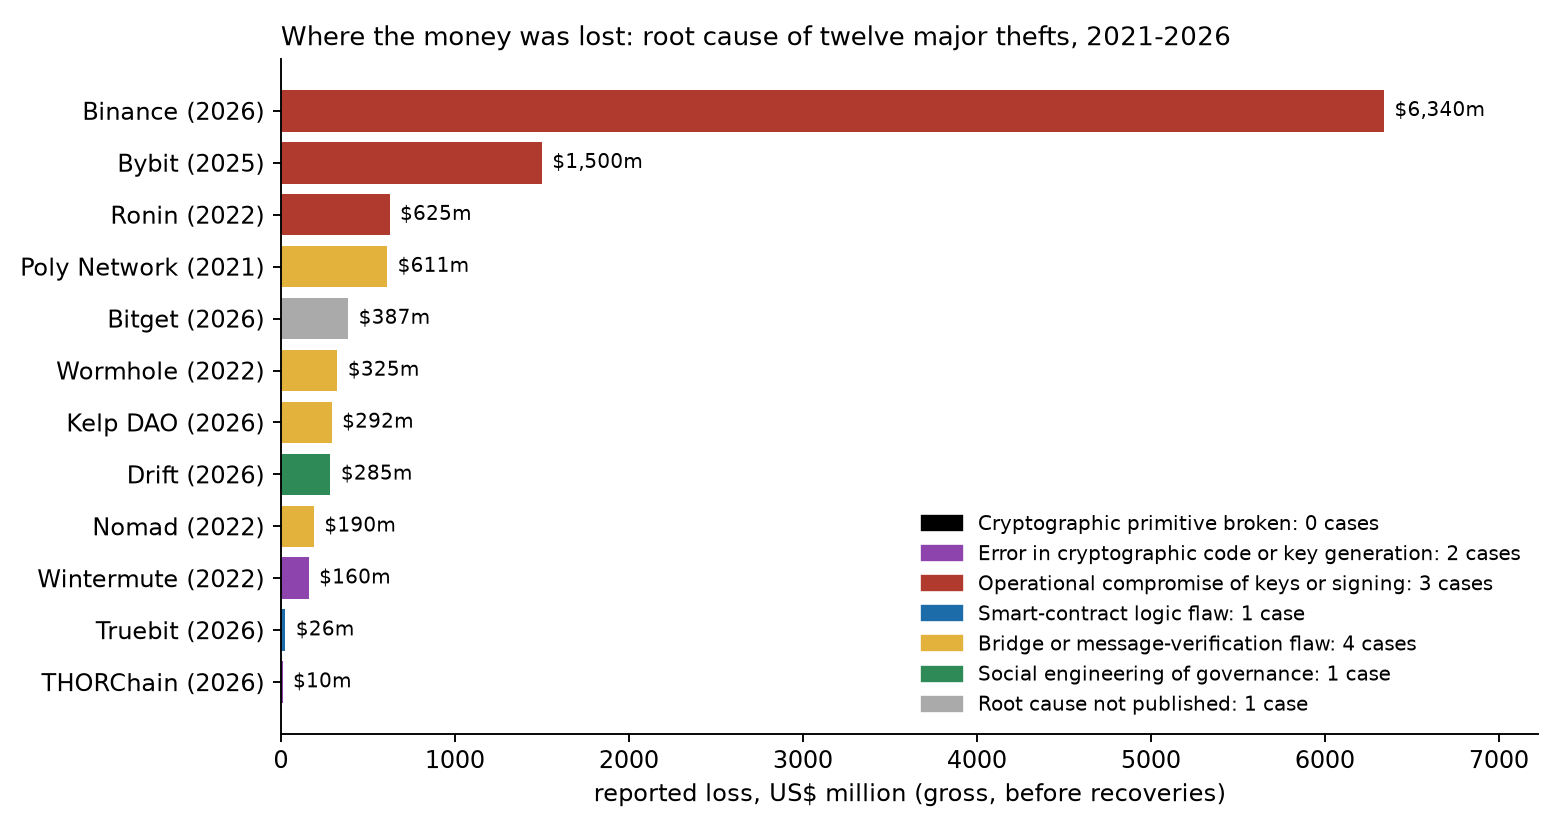 Where the money was lost: root cause of twelve major thefts, 2021-2026
Binance (2026)
$6,340m
Bybit (2025)
$1,500m
Ronin (2022)
$625m
Poly Network (2021)
$611m
Bitget (2026)
$387m
Wormhole (2022)
$325m
Kelp DAO (2026)
$292m
Drift (2026)
$285m
Nomad (2022)
$190m
Wintermute (2022)
$160m
Truebit (2026)
$26m
THORChain (2026)
$10m
Cryptographic primitive broken: 0 cases
Error in cryptographic code or key generation: 2 cases
Operational compromise of keys or signing: 3 cases
Smart-contract logic flaw: 1 case
Bridge or message-verification flaw: 4 cases
Social engineering of governance: 1 case
Root cause not published: 1 case
0 1000 2000 3000 4000 5000 6000 7000
reported loss, US$ million (gross, before recoveries)